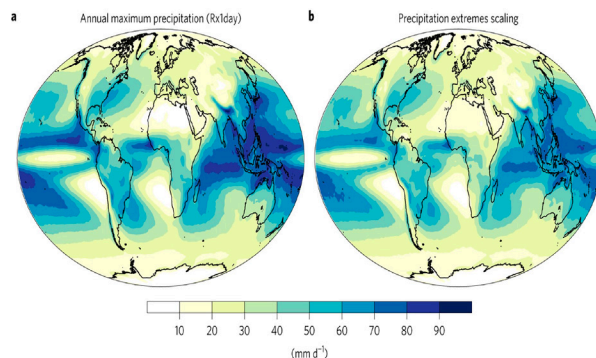 a
Annual maximum precipitation (Rx1day)
b
Precipitation extremes scaling
10 20 30 40 50 60 70 80 90
(mm d⁻¹)